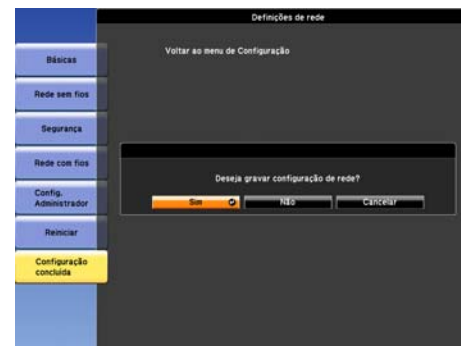 Definições de rede
Voltar ao menu de Configuração
Básicas
Rede sem fios
Segurança
Rede com fios
Config.
Administrador
Reiniciar
Configuração
concluída
Deseja gravar configuração de rede?
Sim Não Cancelar